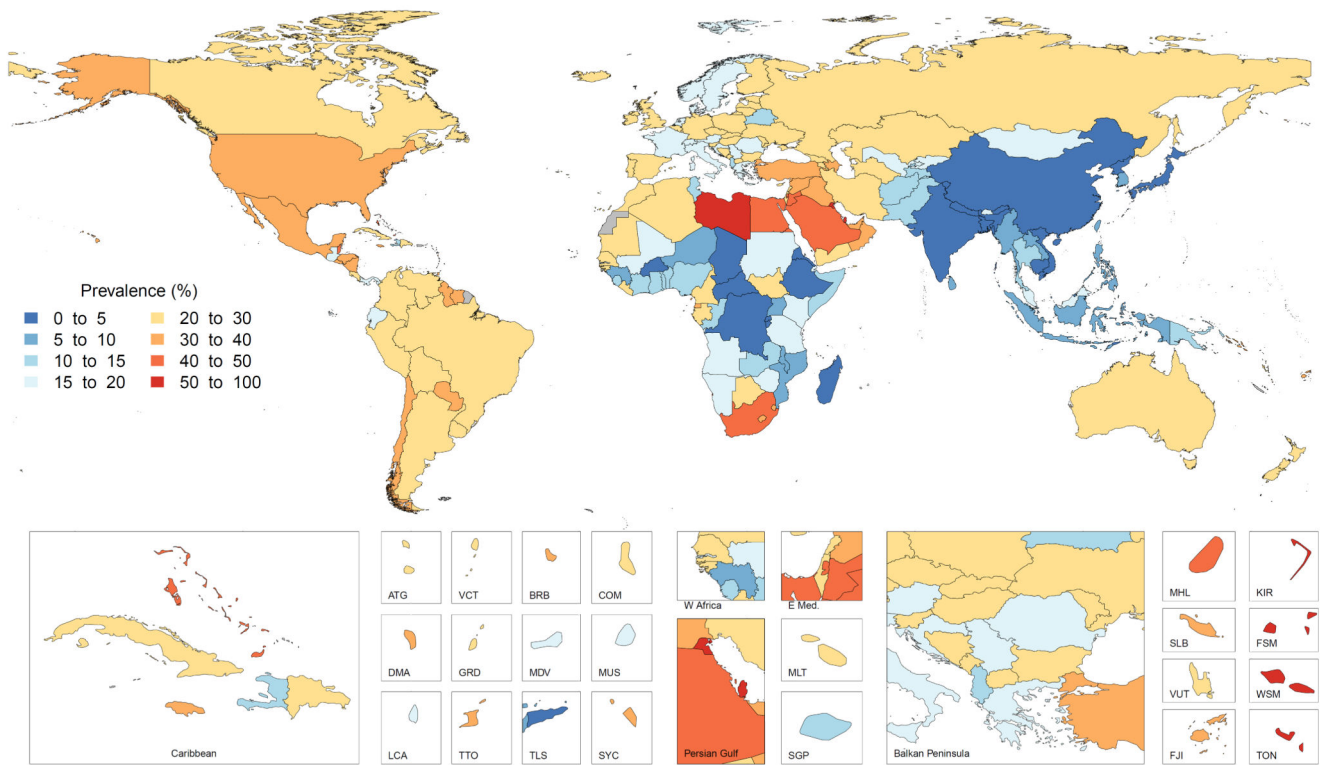 Prevalence (%)
0 to 5
5 to 10
10 to 15
15 to 20
20 to 30
30 to 40
40 to 50
50 to 100
Caribbean
ATG
VCT
BRB
COM
DMA
GRD
MDV
MUS
LCA
TTO
TLS
SYC
W Africa
E Med.
Persian Gulf
MLT
SGP
Balkan Peninsula
MHL
KIR
SLB
FSM
VUT
WSM
FJI
TON